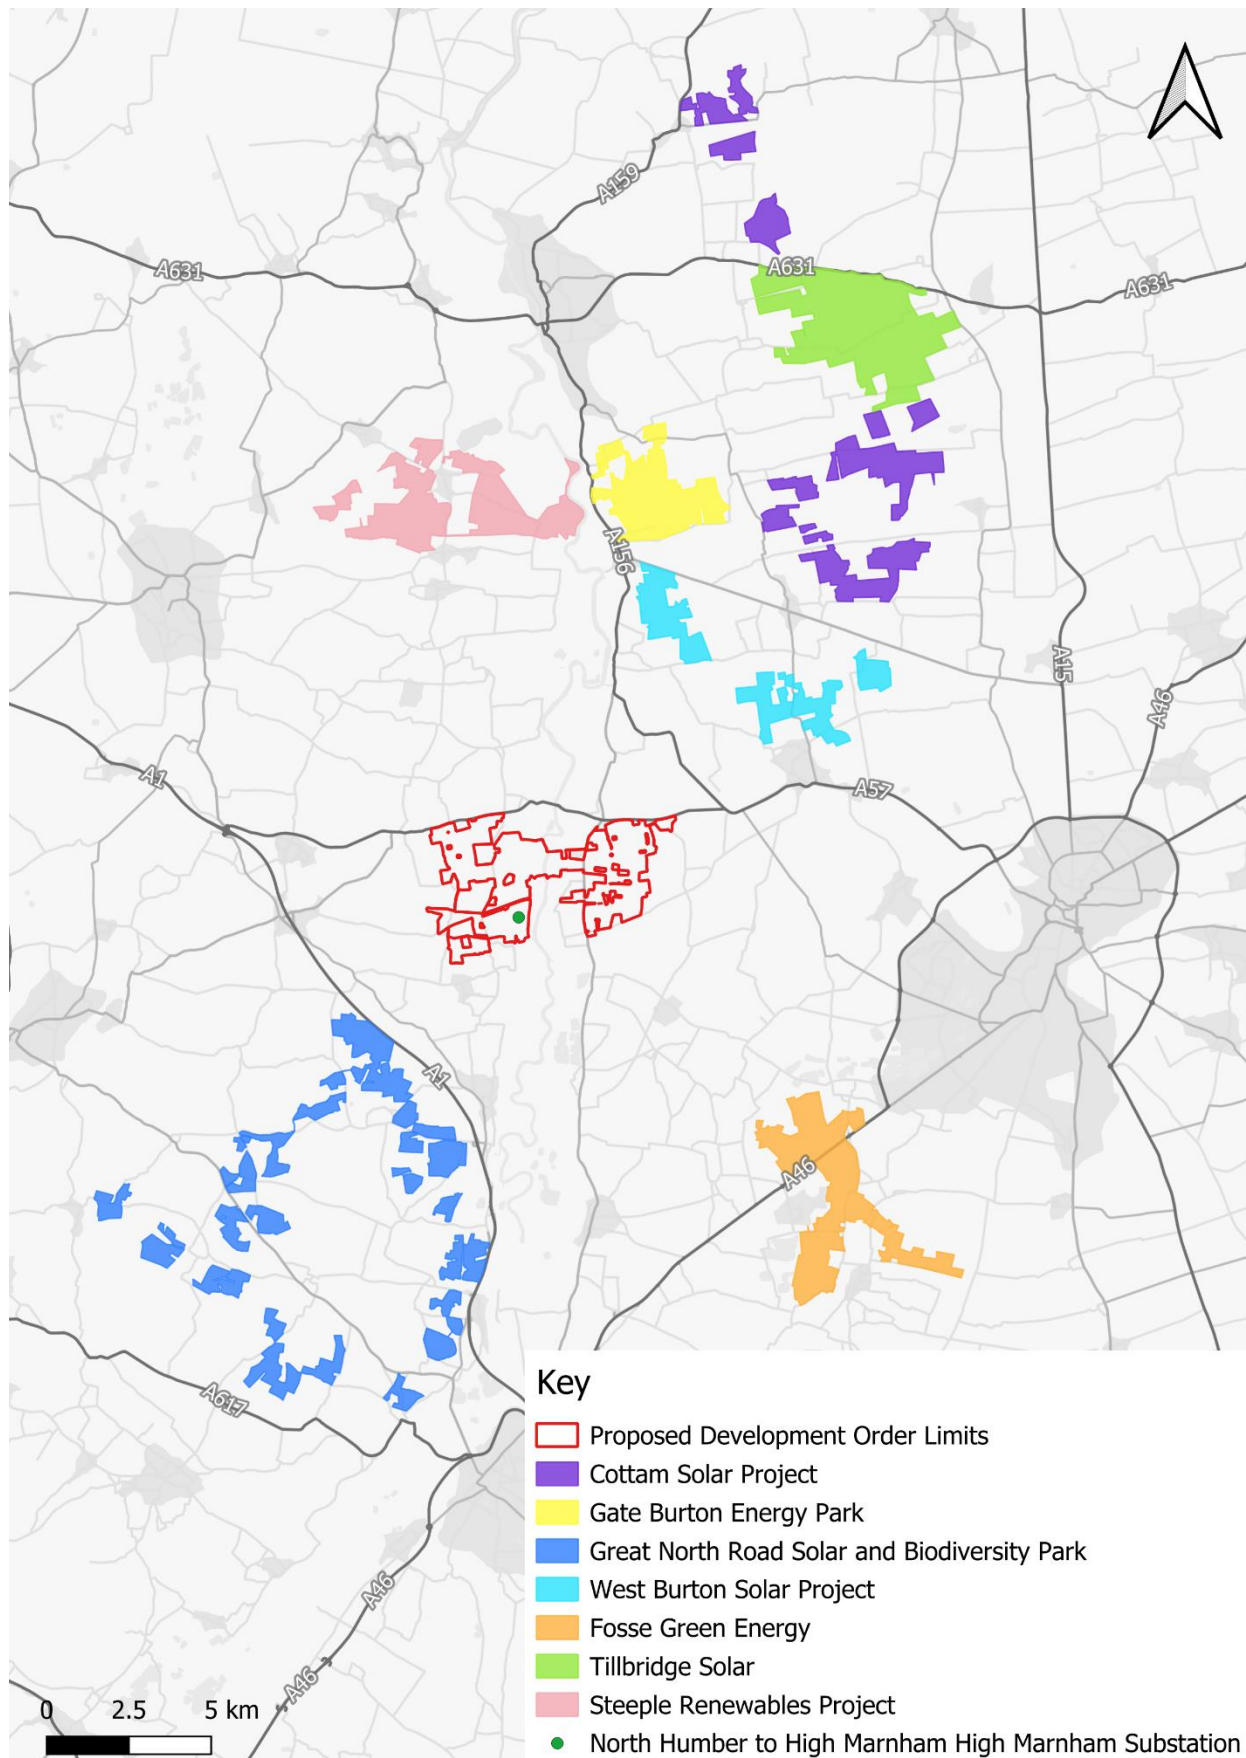 A159
A631
A631
A631
A156
A15
A46
A1
A57
A1
A46
A617
A46
A46
Key
Proposed Development Order Limits
Cottam Solar Project
Gate Burton Energy Park
Great North Road Solar and Biodiversity Park
West Burton Solar Project
Fosse Green Energy
Tillbridge Solar
Steeple Renewables Project
North Humber to High Marnham High Marnham Substation
0 2.5 5 km